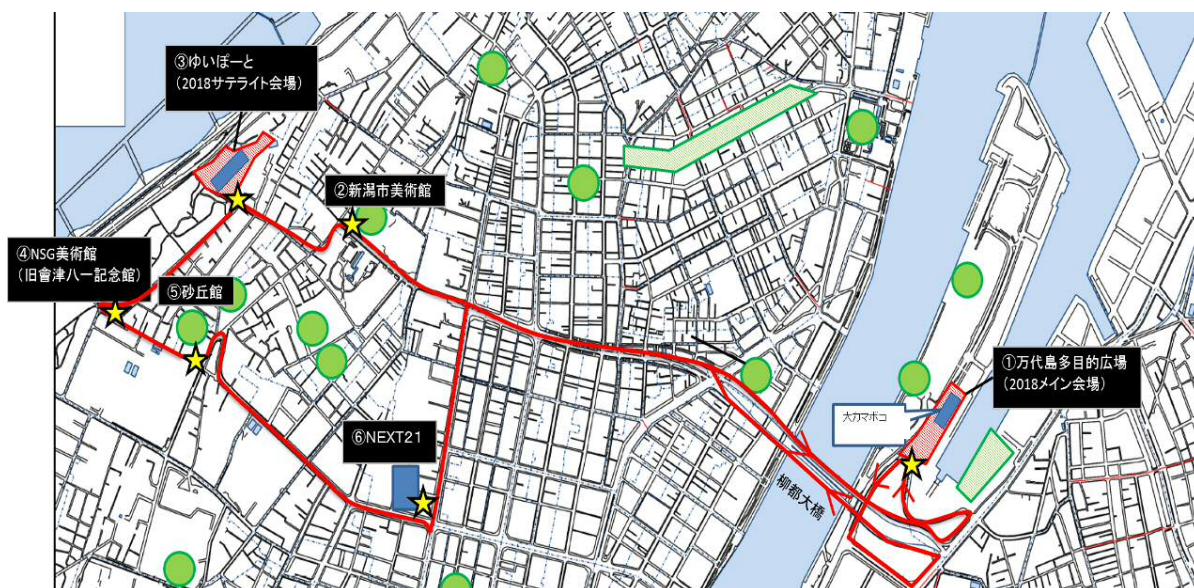 ③ゆいぽーと
(2018サテライト会場)
②新潟市美術館
④NSG美術館
(旧會津八一記念館)
⑤砂丘館
①万代島多目的広場
(2018メイン会場)
大カマボコ
⑥NEXT21
柳都大橋